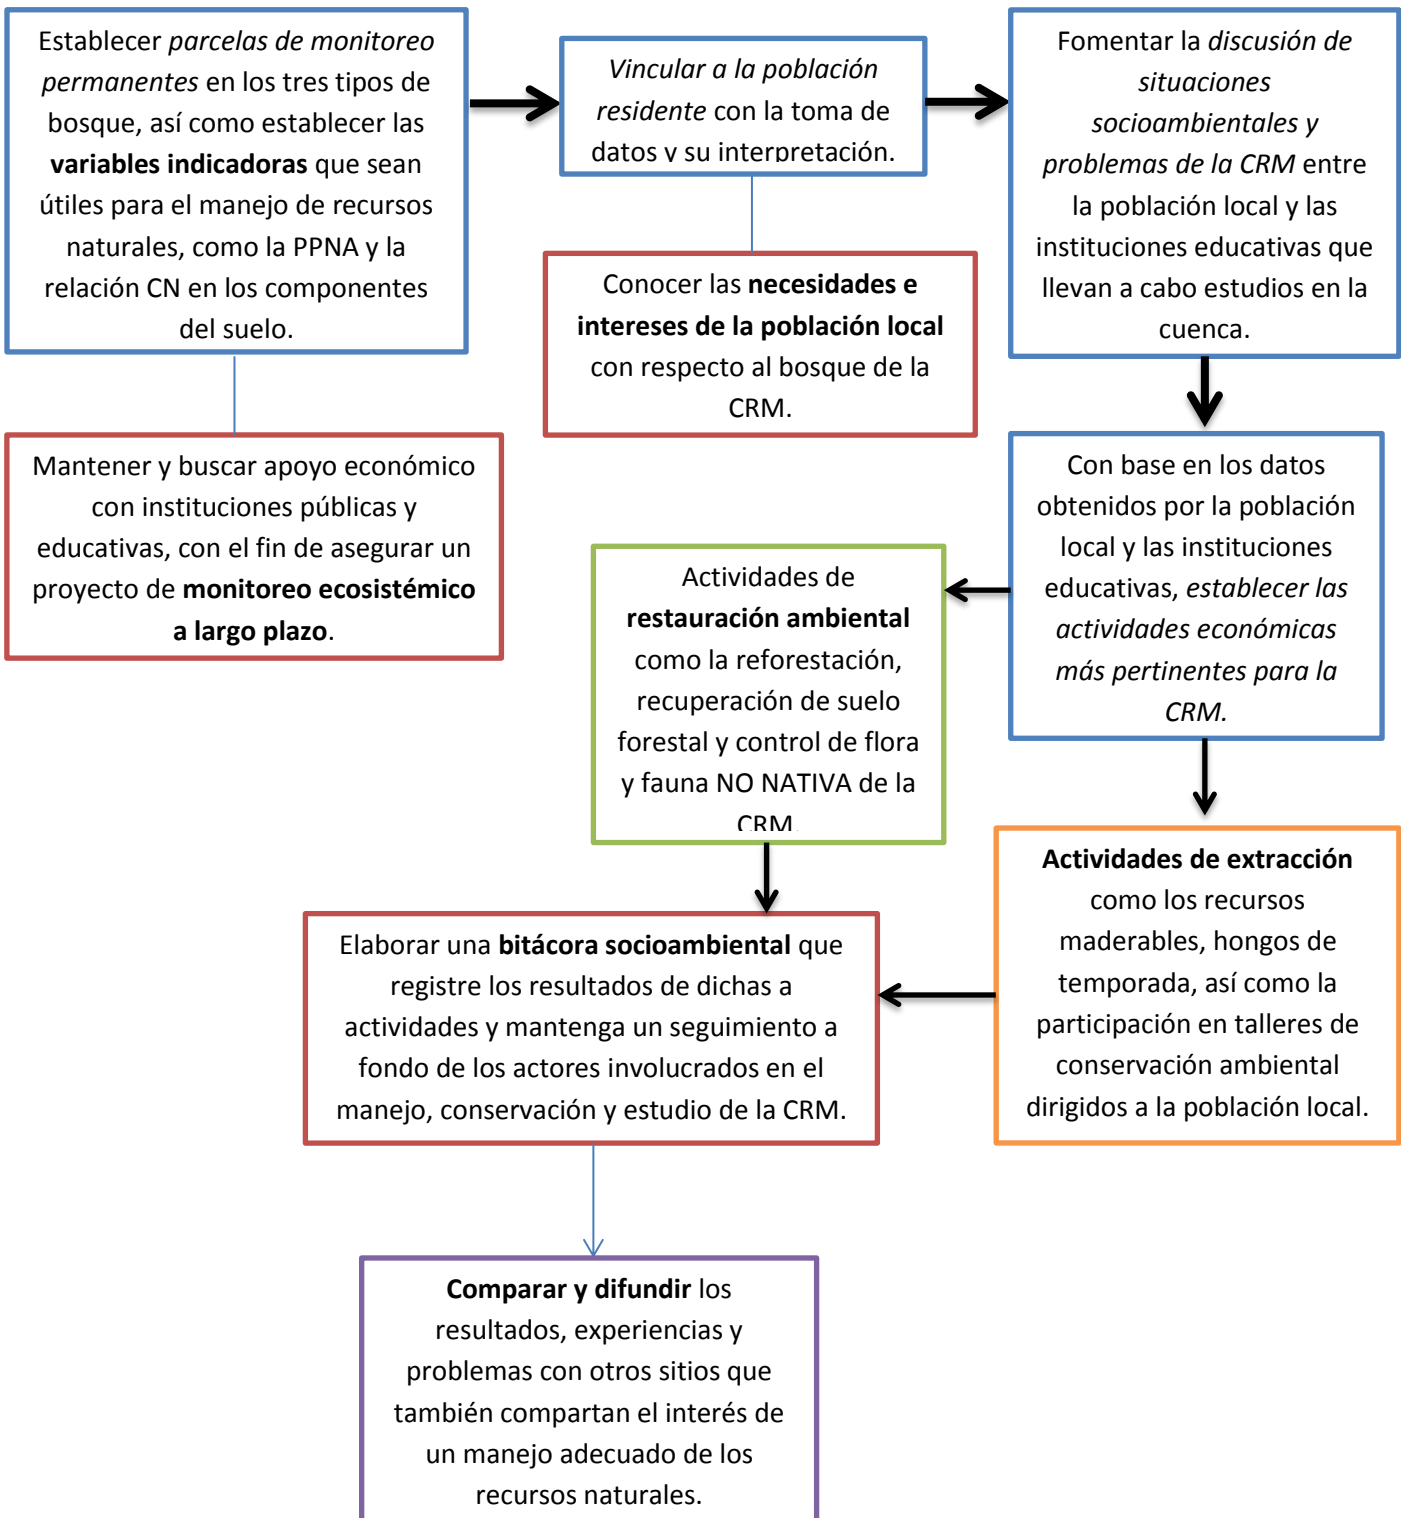 Establecer parcelas de monitoreo
permanentes en los tres tipos de
bosque, así como establecer las
variables indicadoras que sean
útiles para el manejo de recursos
naturales, como la PPNA y la
relación CN en los componentes
del suelo.
Vincular a la población
residente con la toma de
datos y su interpretación.
Fomentar la discusión de
situaciones
socioambientales y
problemas de la CRM entre
la población local y las
instituciones educativas que
llevan a cabo estudios en la
cuenca.
Conocer las necesidades e
intereses de la población local
con respecto al bosque de la
CRM.
Mantener y buscar apoyo económico
con instituciones públicas y
educativas, con el fin de asegurar un
proyecto de monitoreo ecosistémico
a largo plazo.
Con base en los datos
obtenidos por la población
local y las instituciones
educativas, establecer las
actividades económicas
más pertinentes para la
CRM.
Actividades de
restauración ambiental
como la reforestación,
recuperación de suelo
forestal y control de flora
y fauna NO NATIVA de la
CRM.
Actividades de extracción
como los recursos
maderables, hongos de
temporada, así como la
participación en talleres de
conservación ambiental
dirigidos a la población local.
Elaborar una bitácora socioambiental que
registre los resultados de dichas a
actividades y mantenga un seguimiento a
fondo de los actores involucrados en el
manejo, conservación y estudio de la CRM.
Comparar y difundir los
resultados, experiencias y
problemas con otros sitios que
también compartan el interés de
un manejo adecuado de los
recursos naturales.